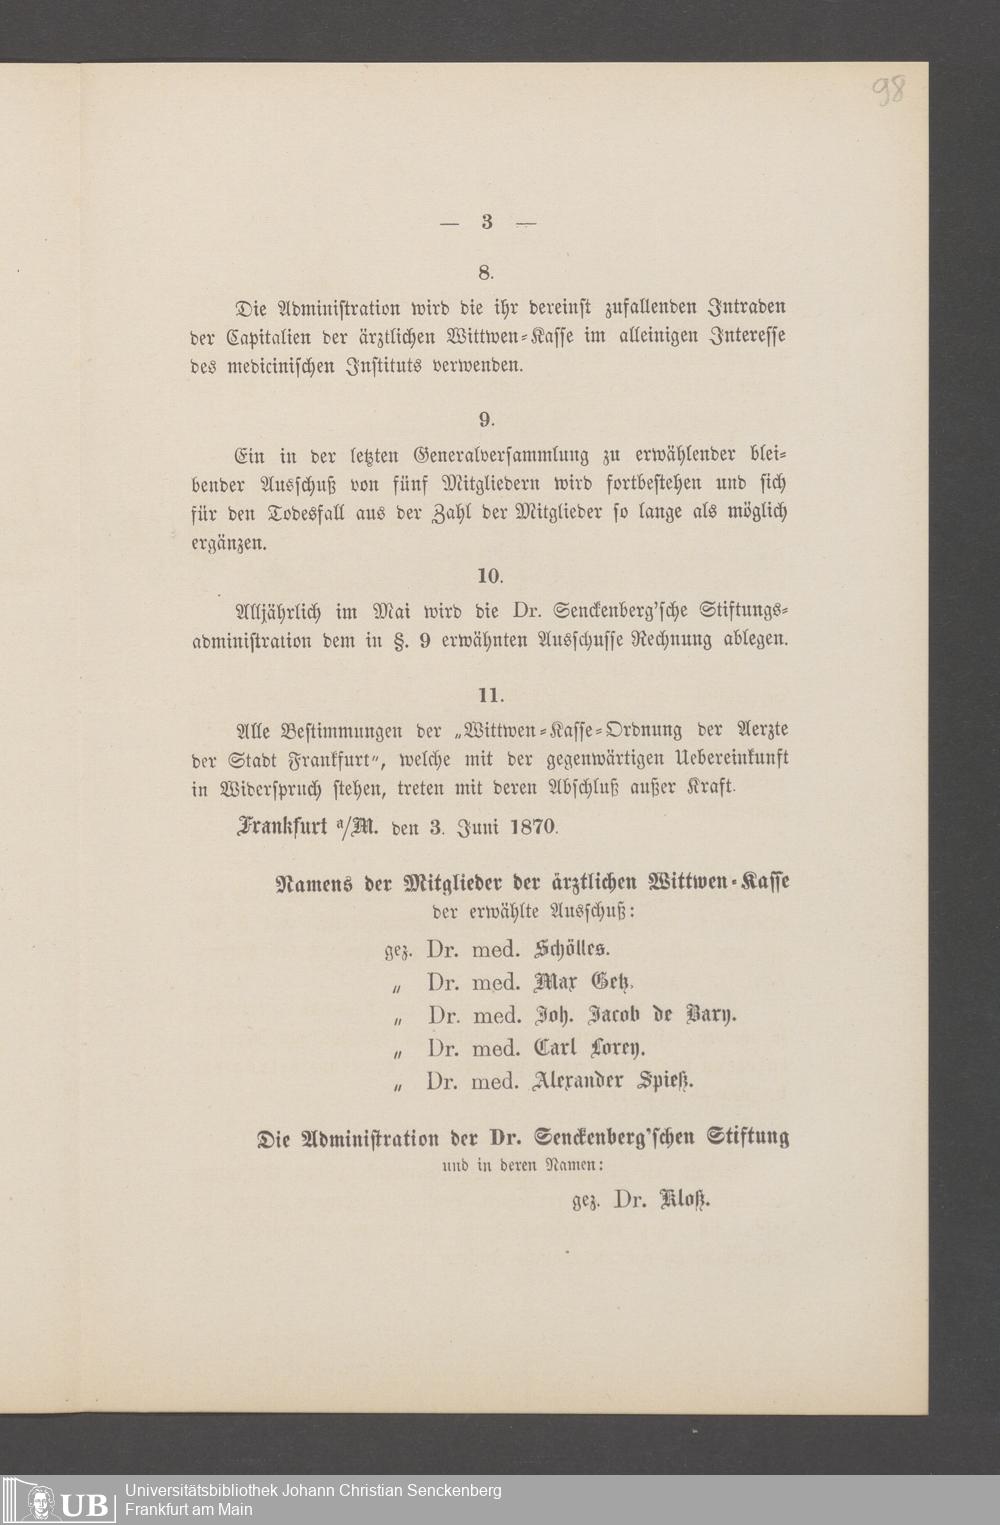 98
— 3 —
8.
Die Administration wird die ihr dereinst zufallenden Intraden
der Capitalien der ärztlichen Wittwen-Kasse im alleinigen Interesse
des medicinischen Instituts verwenden.
9.
Ein in der letzten Generalversammlung zu erwählender blei-
bender Ausschuß von fünf Mitgliedern wird fortbestehen und sich
für den Todesfall aus der Zahl der Mitglieder so lange als möglich
ergänzen.
10.
Alljährlich im Mai wird die Dr. Senckenberg'sche Stiftungs-
administration dem in §. 9 erwähnten Ausschusse Rechnung ablegen.
11.
Alle Bestimmungen der „Wittwen-Kasse-Ordnung der Aerzte
der Stadt Frankfurt", welche mit der gegenwärtigen Uebereinkunft
in Widerspruch stehen, treten mit deren Abschluß außer Kraft.
Frankfurt a/M. den 3. Juni 1870.
Namens der Mitglieder der ärztlichen Wittwen-Kasse
der erwählte Ausschuß:
gez. Dr. med. Schölles.
„ Dr. med. Max Getz.
„ Dr. med. Joh. Jacob de Bary.
„ Dr. med. Carl Lorey.
„ Dr. med. Alexander Spieß.
Die Administration der Dr. Senckenberg'schen Stiftung
und in deren Namen:
gez. Dr. Kloß.
UB Universitätsbibliothek Johann Christian Senckenberg
Frankfurt am Main